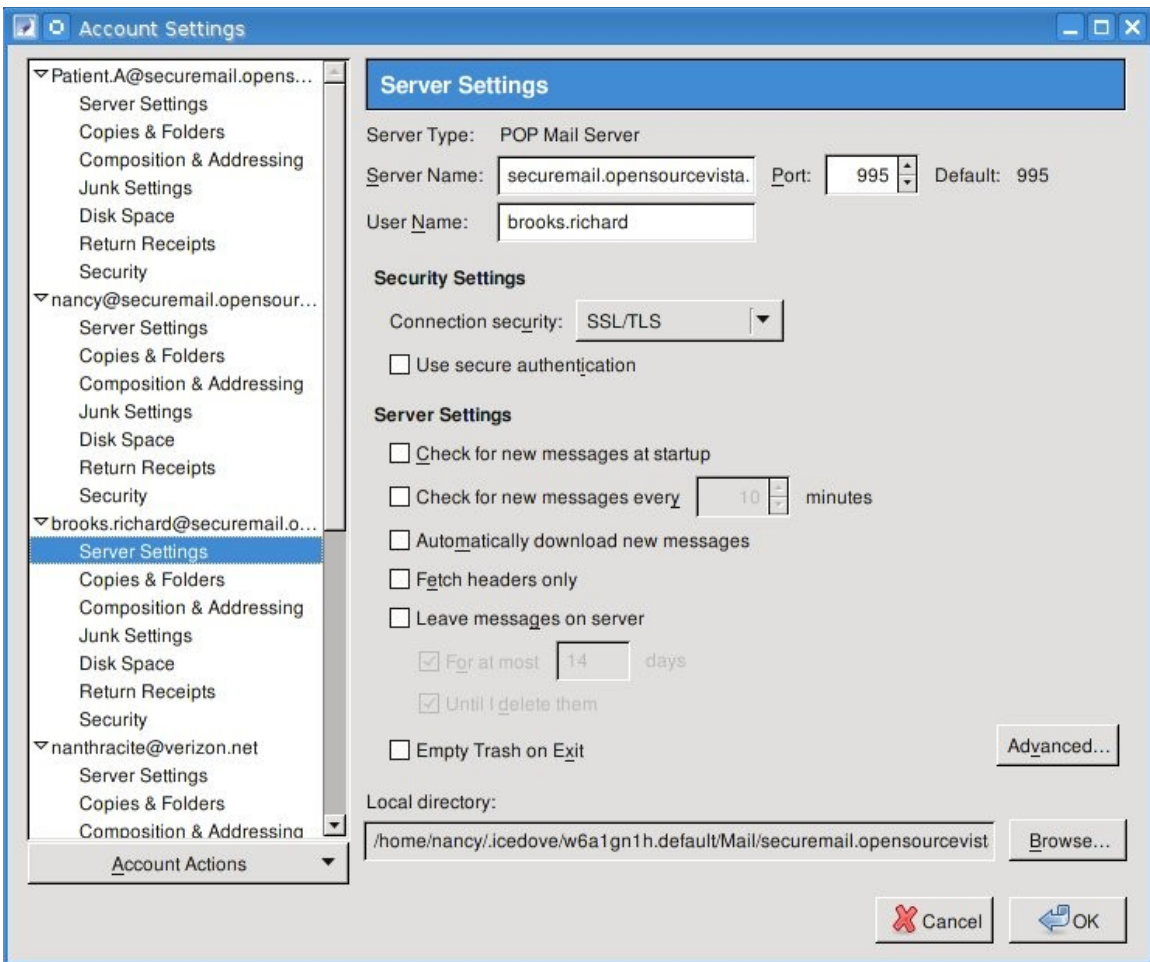 Account Settings
Patient.A@securemail.opens...
Server Settings
Copies & Folders
Composition & Addressing
Junk Settings
Disk Space
Return Receipts
Security
nancy@securemail.opensour...
Server Settings
Copies & Folders
Composition & Addressing
Junk Settings
Disk Space
Return Receipts
Security
brooks.richard@securemail.o...
Server Settings
Copies & Folders
Composition & Addressing
Junk Settings
Disk Space
Return Receipts
Security
nanthracite@verizon.net
Server Settings
Copies & Folders
Composition & Addressing
Account Actions
Server Settings
Server Type: POP Mail Server
Server Name: securemail.opensourcevista. Port: 995 Default: 995
User Name: brooks.richard
Security Settings
Connection security: SSL/TLS
Use secure authentication
Server Settings
Check for new messages at startup
Check for new messages every 10 minutes
Automatically download new messages
Fetch headers only
Leave messages on server
For at most 14 days
Until I delete them
Empty Trash on Exit
Advanced...
Local directory:
/home/nancy/.icedove/w6a1gn1h.default/Mail/securemail.opensourcevist Browse...
Cancel OK